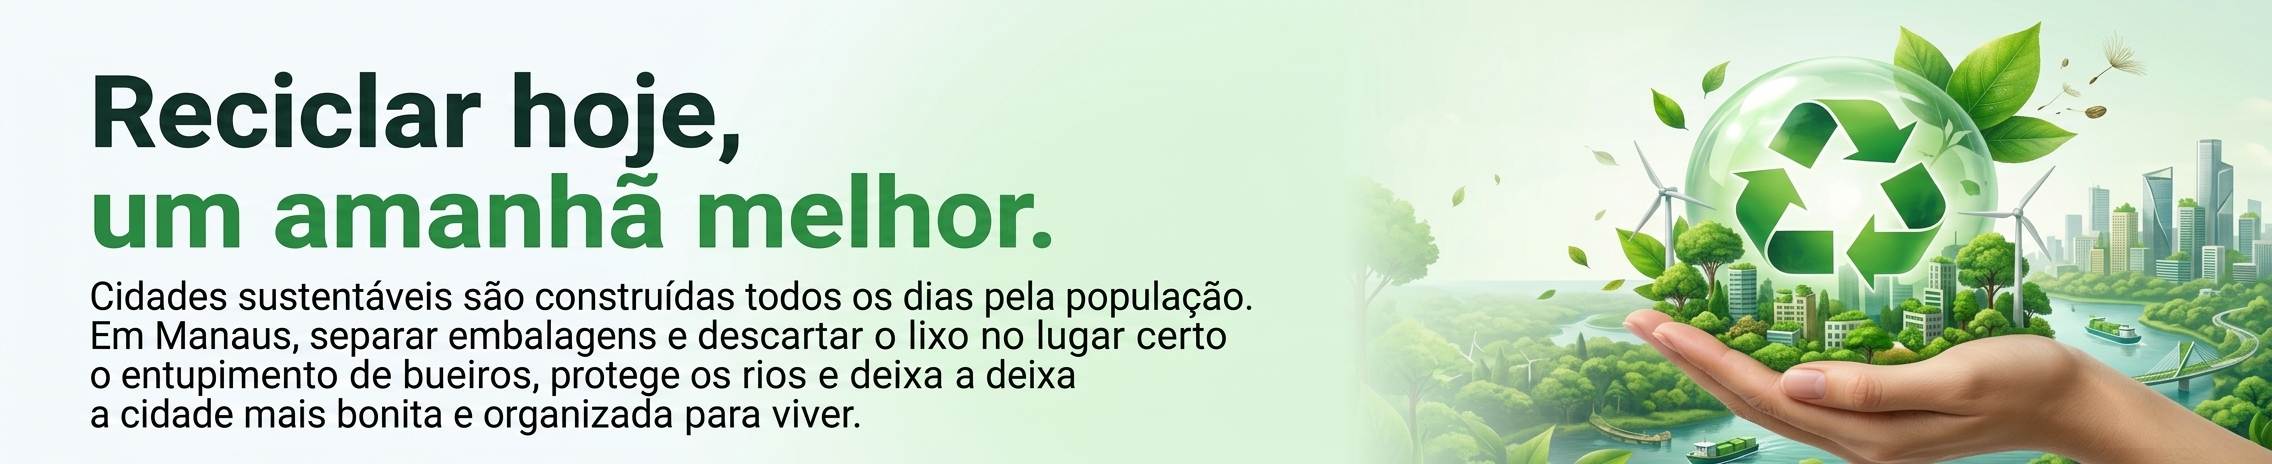 Reciclar hoje,
um amanhã melhor.
Cidades sustentáveis são construídas todos os dias pela população.
Em Manaus, separar embalagens e descartar o lixo no lugar certo
o entupimento de bueiros, protege os rios e deixa a deixa
a cidade mais bonita e organizada para viver.